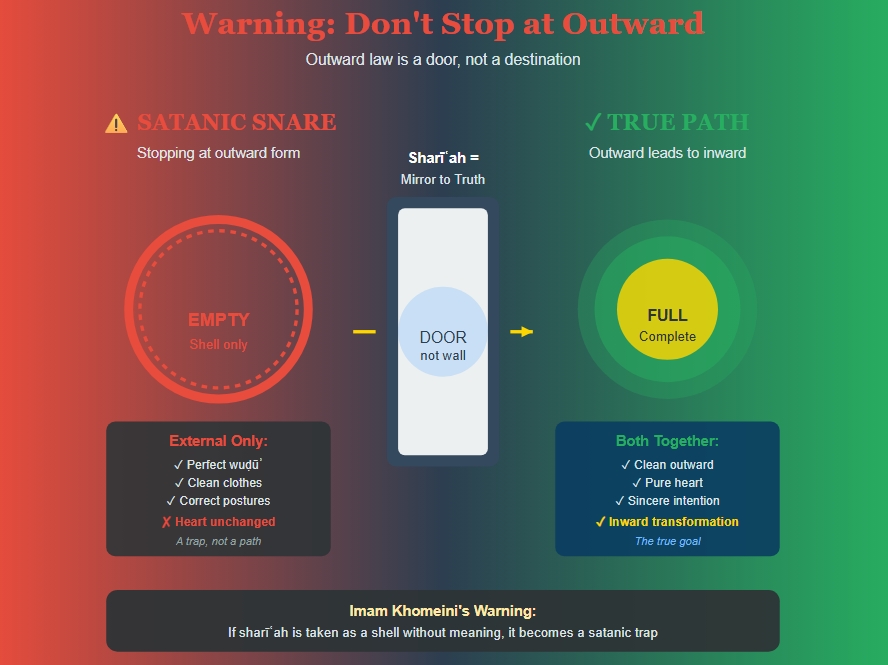 Warning: Don't Stop at Outward
Outward law is a door, not a destination
⚠ SATANIC SNARE
Stopping at outward form
Sharīʿah =
Mirror to Truth
✓ TRUE PATH
Outward leads to inward
EMPTY
Shell only
DOOR
not wall
FULL
Complete
External Only:
✓ Perfect wuḍūʾ
✓ Clean clothes
✓ Correct postures
✗ Heart unchanged
A trap, not a path
Both Together:
✓ Clean outward
✓ Pure heart
✓ Sincere intention
✓ Inward transformation
The true goal
Imam Khomeini's Warning:
If sharīʿah is taken as a shell without meaning, it becomes a satanic trap